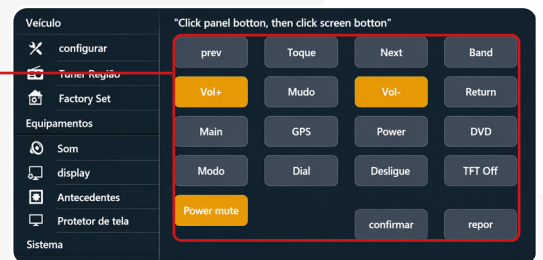 Veículo
configurar
Tuner Região
Factory Set
Equipamentos
Som
display
Antecedentes
Protetor de tela
Sistema
"Click panel botton, then click screen botton"
prev Toque Next Band
Vol+ Mudo Vol- Return
Main GPS Power DVD
Modo Dial Desligue TFT Off
Power mute
confirmar repor